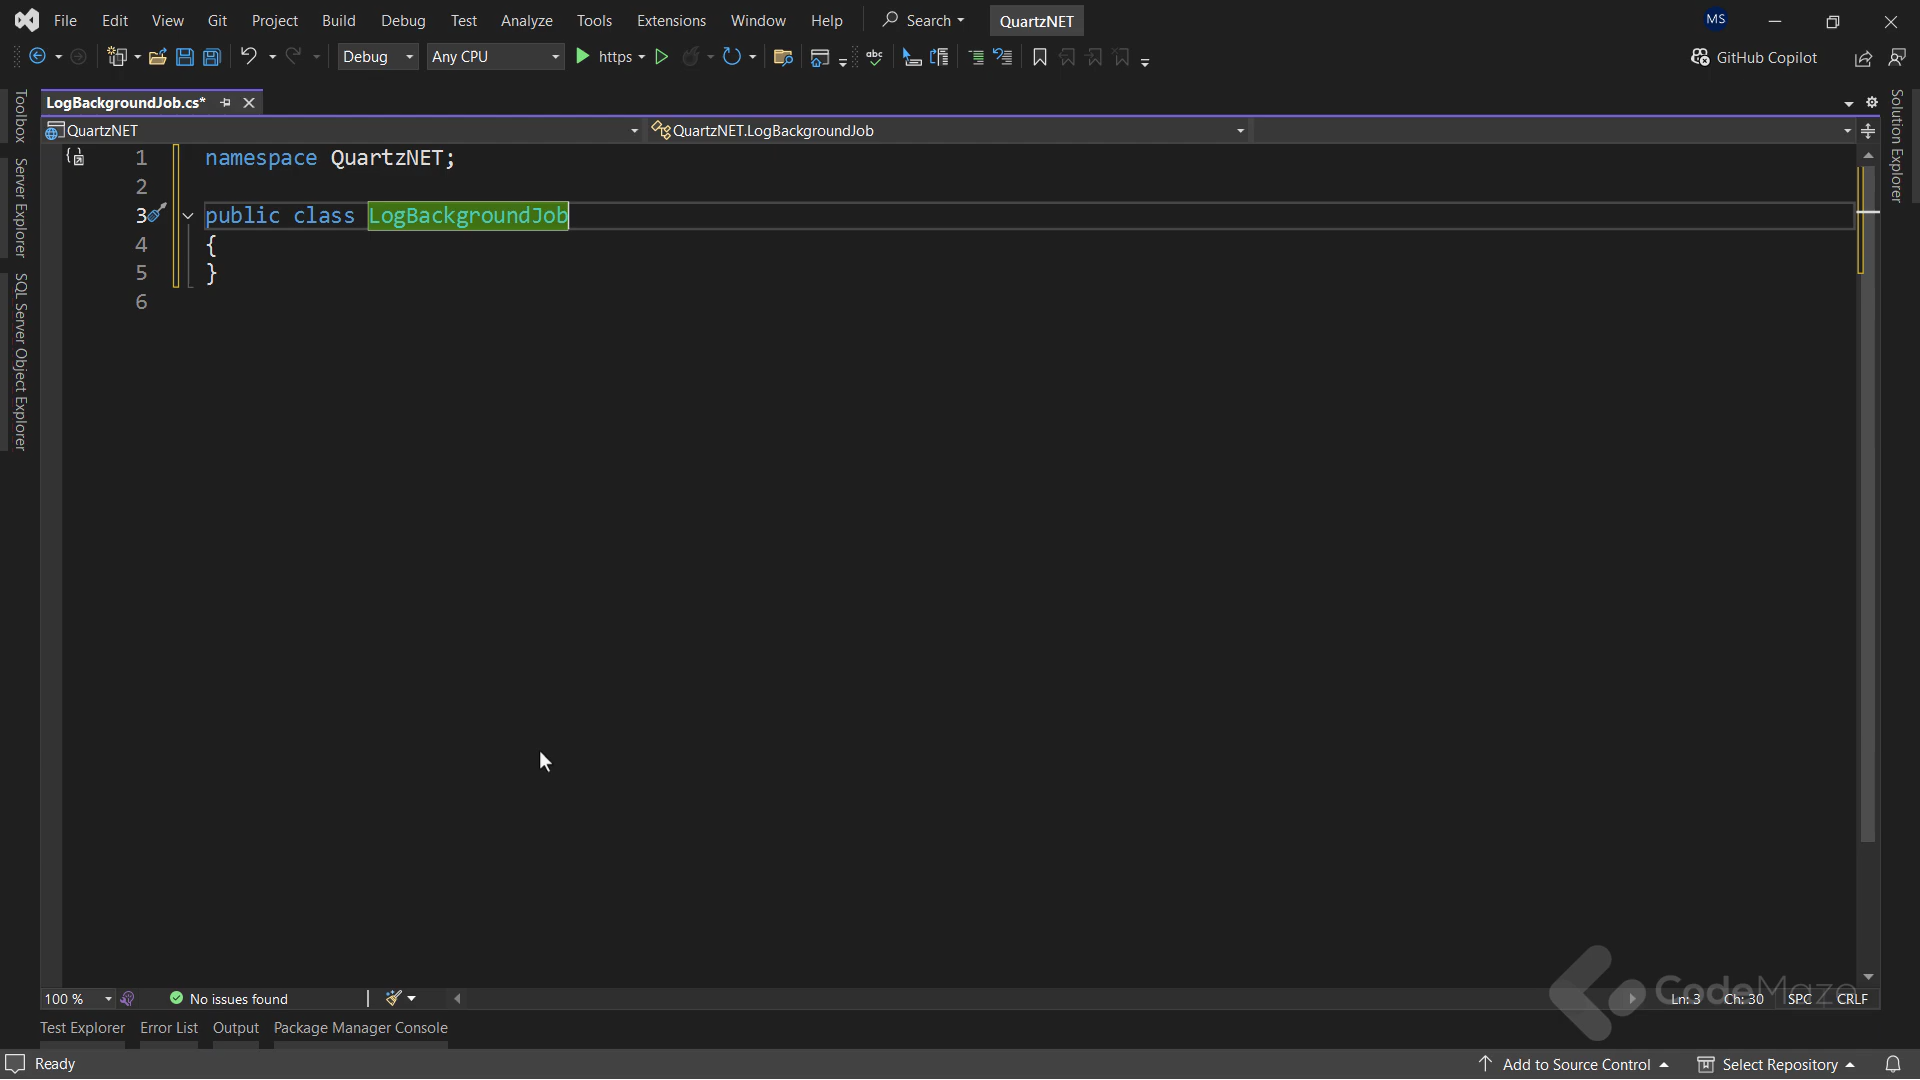 File Edit View Git Project Build Debug Test Analyze Tools Extensions Window Help Search QuartzNET MS
Debug Any CPU https abc GitHub Copilot
LogBackgroundJob.cs*
QuartzNET QuartzNET.LogBackgroundJob
Toolbox
Server Explorer
SQL Server Object Explorer
Solution Explorer
1 namespace QuartzNET;
2
3 public class LogBackgroundJob
4 {
5 }
6
100 % No issues found Ln: 3 Ch: 30 SPC CRLF
CodeMaze
Test Explorer Error List Output Package Manager Console
Ready Add to Source Control Select Repository